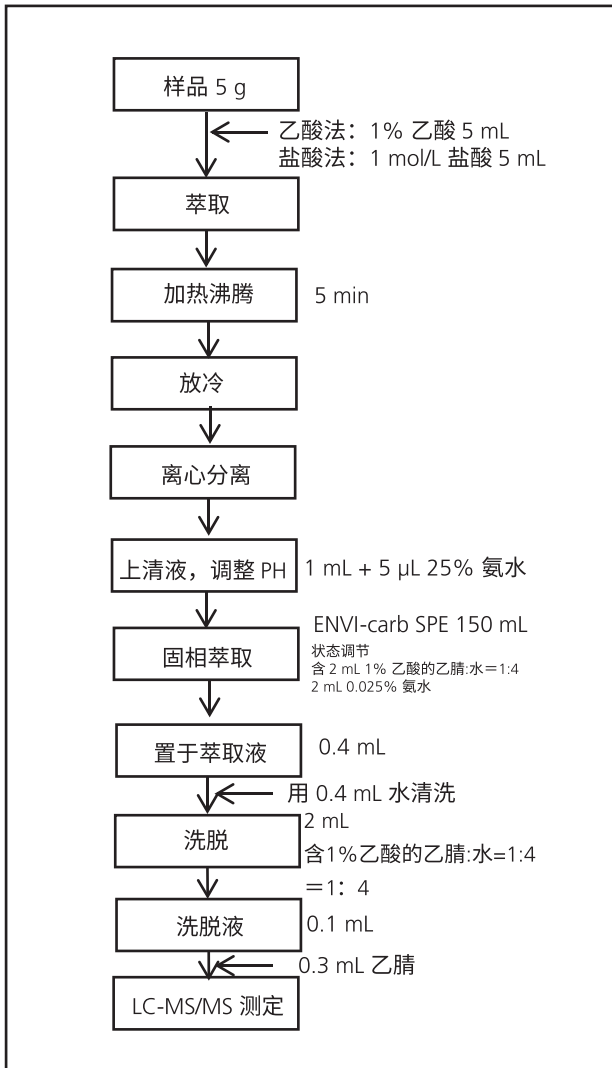 样品 5 g
乙酸法：1% 乙酸 5 mL
盐酸法：1 mol/L 盐酸 5 mL
萃取
加热沸腾
5 min
放冷
离心分离
上清液，调整 PH
1 mL + 5 µL 25% 氨水
ENVI-carb SPE 150 mL
固相萃取
状态调节
含 2 mL 1% 乙酸的乙腈:水＝1:4
2 mL 0.025% 氨水
置于萃取液
0.4 mL
用 0.4 mL 水清洗
2 mL
洗脱
含1%乙酸的乙腈:水=1:4
＝1：4
洗脱液
0.1 mL
0.3 mL 乙腈
LC-MS/MS 测定